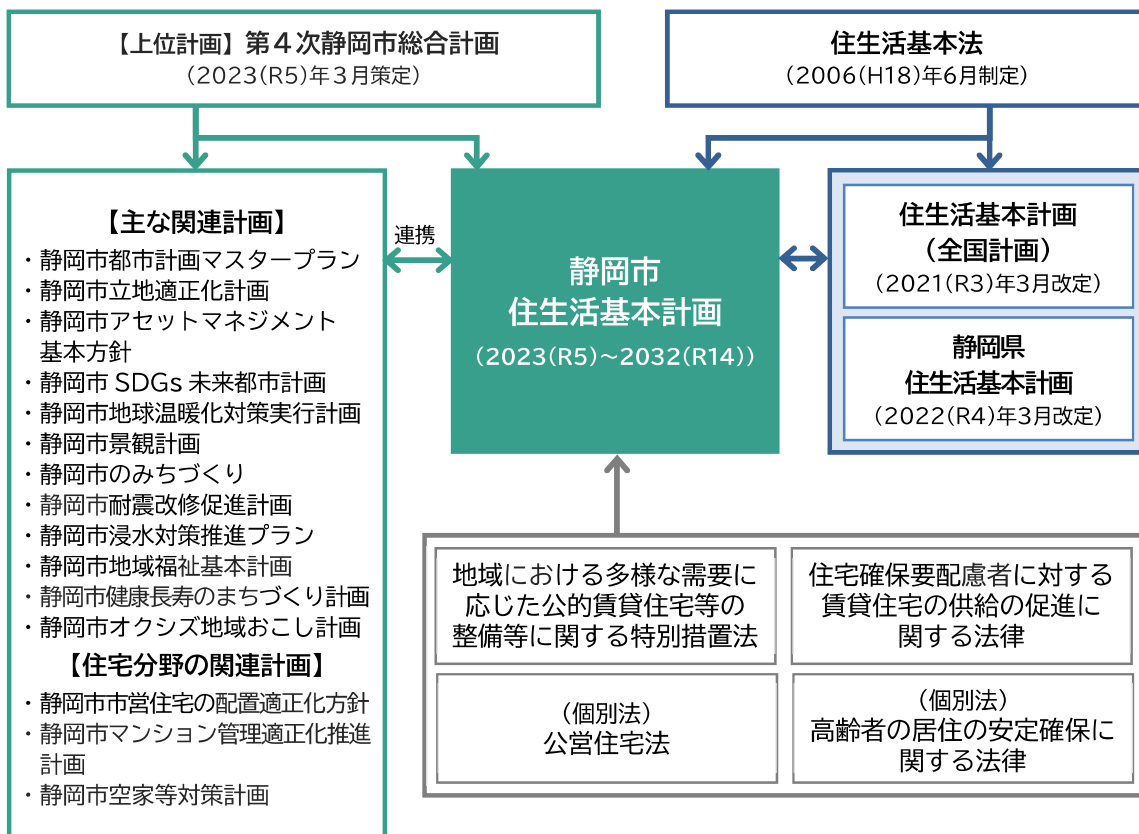 【上位計画】第４次静岡市総合計画
（2023(R5)年３月策定）
住生活基本法
（2006(H18)年6月制定）
【主な関連計画】
・静岡市都市計画マスタープラン
・静岡市立地適正化計画
・静岡市アセットマネジメント
基本方針
・静岡市 SDGs 未来都市計画
・静岡市地球温暖化対策実行計画
・静岡市景観計画
・静岡市のみちづくり
・静岡市耐震改修促進計画
・静岡市浸水対策推進プラン
・静岡市地域福祉基本計画
・静岡市健康長寿のまちづくり計画
・静岡市オクシズ地域おこし計画
【住宅分野の関連計画】
・静岡市市営住宅の配置適正化方針
・静岡市マンション管理適正化推進
計画
・静岡市空家等対策計画
連携
静岡市
住生活基本計画
（2023(R5)～2032(R14)）
住生活基本計画
（全国計画）
（2021(R3)年3月改定）
静岡県
住生活基本計画
（2022(R4)年3月改定）
地域における多様な需要に
応じた公的賃貸住宅等の
整備等に関する特別措置法
住宅確保要配慮者に対する
賃貸住宅の供給の促進に
関する法律
（個別法）
公営住宅法
（個別法）
高齢者の居住の安定確保に
関する法律